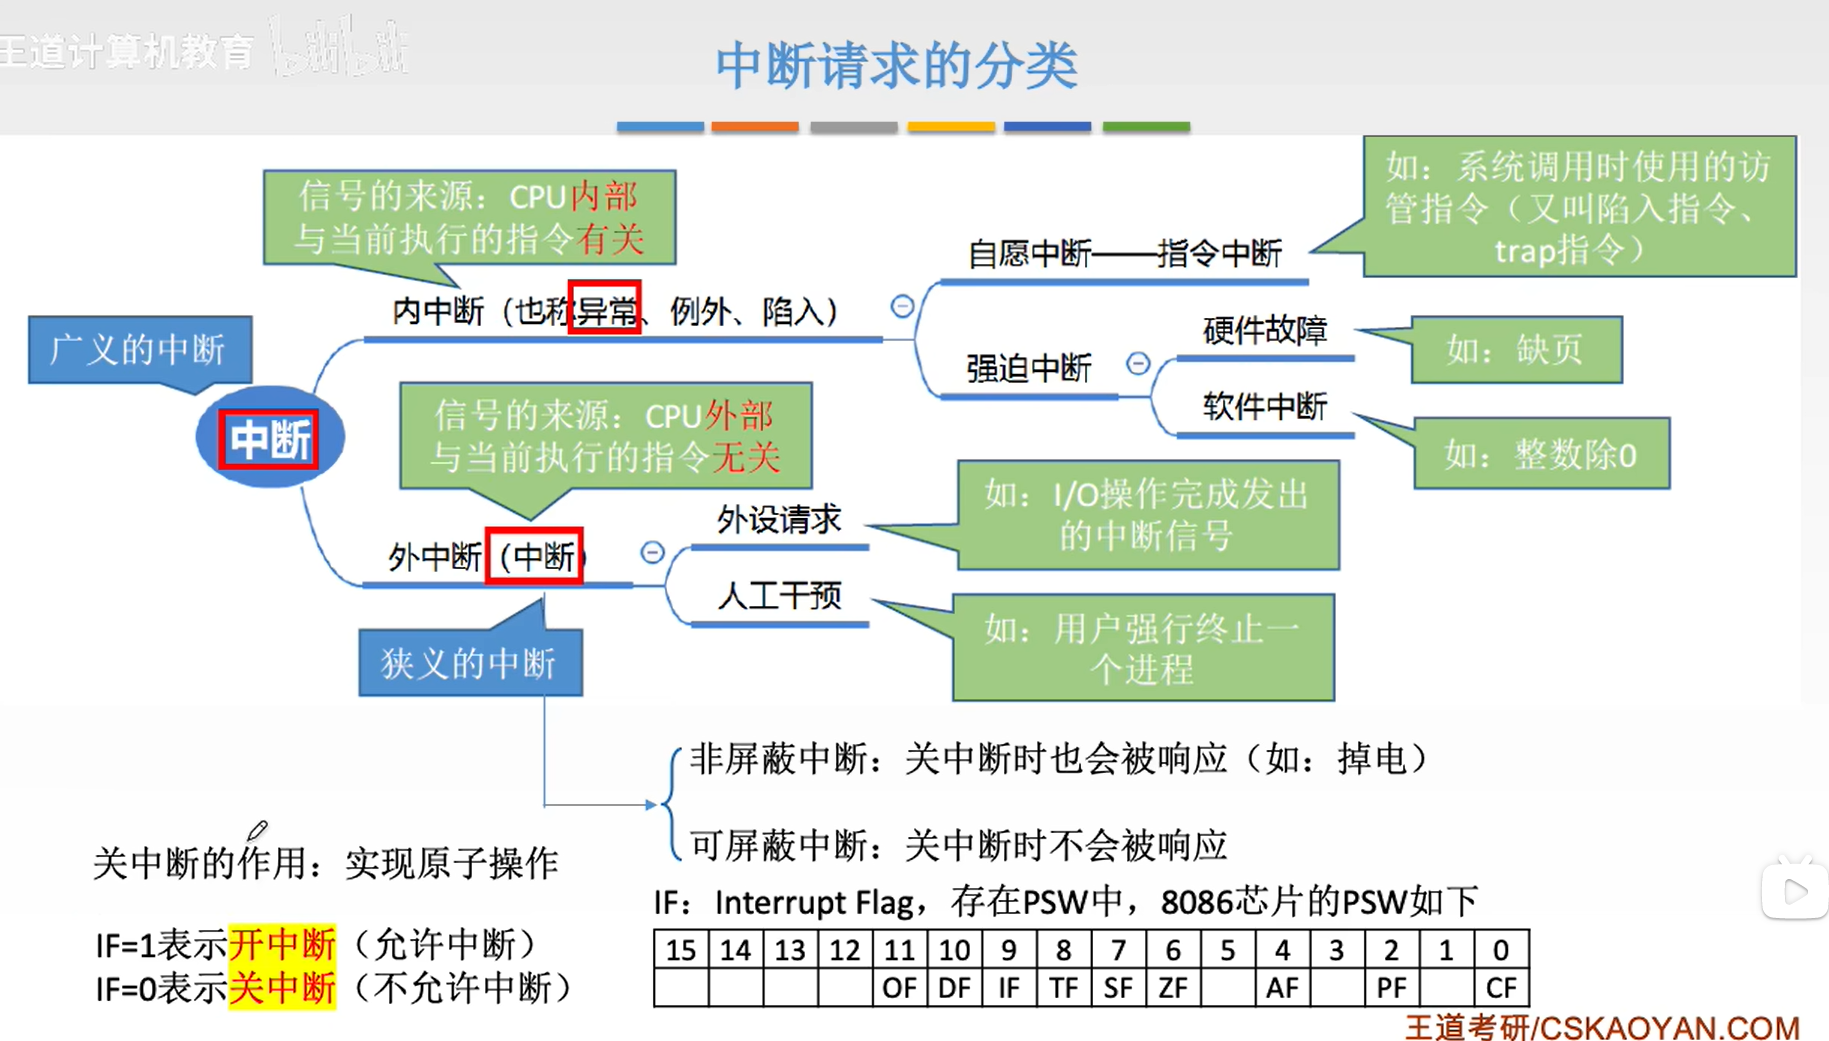 王道计算机教育 bilibili
中断请求的分类
信号的来源：CPU内部
与当前执行的指令有关
如：系统调用时使用的访
管指令（又叫陷入指令、
trap指令）
自愿中断——指令中断
内中断（也称异常、例外、陷入）
广义的中断
硬件故障
如：缺页
强迫中断
软件中断
如：整数除0
中断
信号的来源：CPU外部
与当前执行的指令无关
外设请求
如：I/O操作完成发出
的中断信号
外中断（中断）
人工干预
如：用户强行终止一
个进程
狭义的中断
非屏蔽中断：关中断时也会被响应（如：掉电）
可屏蔽中断：关中断时不会被响应
关中断的作用：实现原子操作
IF=1表示开中断（允许中断）
IF=0表示关中断（不允许中断）
IF：Interrupt Flag，存在PSW中，8086芯片的PSW如下
15 14 13 12 11 10 9 8 7 6 5 4 3 2 1 0
OF DF IF TF SF ZF AF PF CF
王道考研/CSKAOYAN.COM